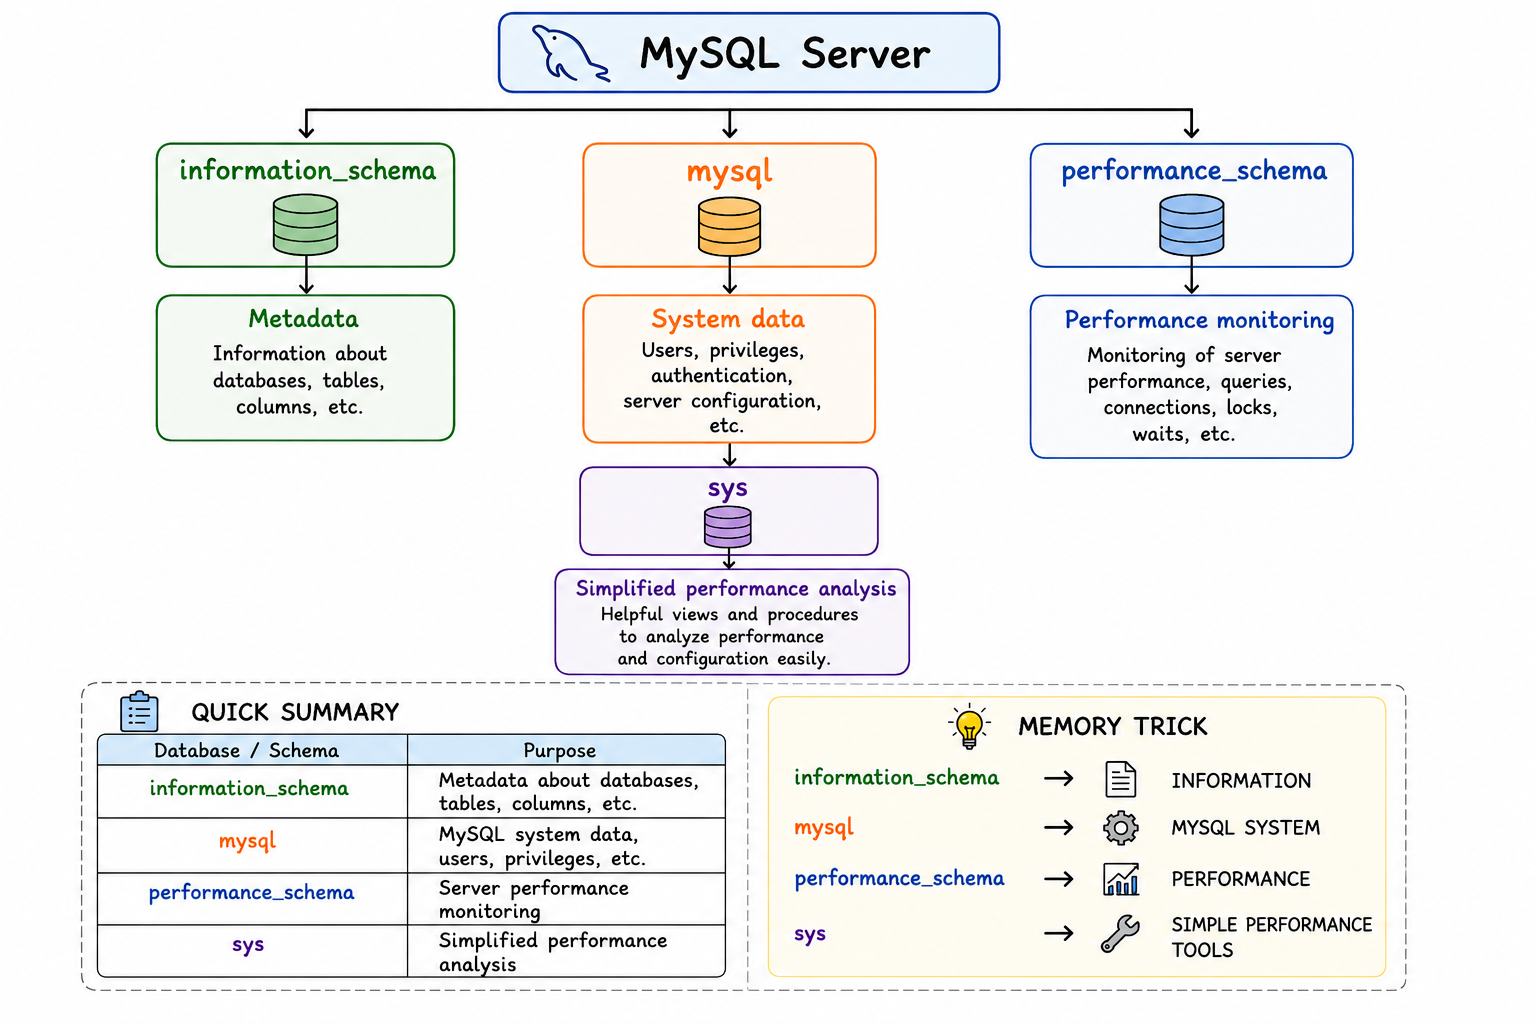 MySQL Server
information_schema
mysql
performance_schema
Metadata
Information about
databases, tables,
columns, etc.
System data
Users, privileges,
authentication,
server configuration,
etc.
Performance monitoring
Monitoring of server
performance, queries,
connections, locks,
waits, etc.
sys
Simplified performance analysis
Helpful views and procedures
to analyze performance
and configuration easily.
QUICK SUMMARY
Database / Schema
Purpose
information_schema
Metadata about databases,
tables, columns, etc.
mysql
MySQL system data,
users, privileges, etc.
performance_schema
Server performance
monitoring
sys
Simplified performance
analysis
MEMORY TRICK
information_schema → INFORMATION
mysql → MYSQL SYSTEM
performance_schema → PERFORMANCE
sys → SIMPLE PERFORMANCE
TOOLS